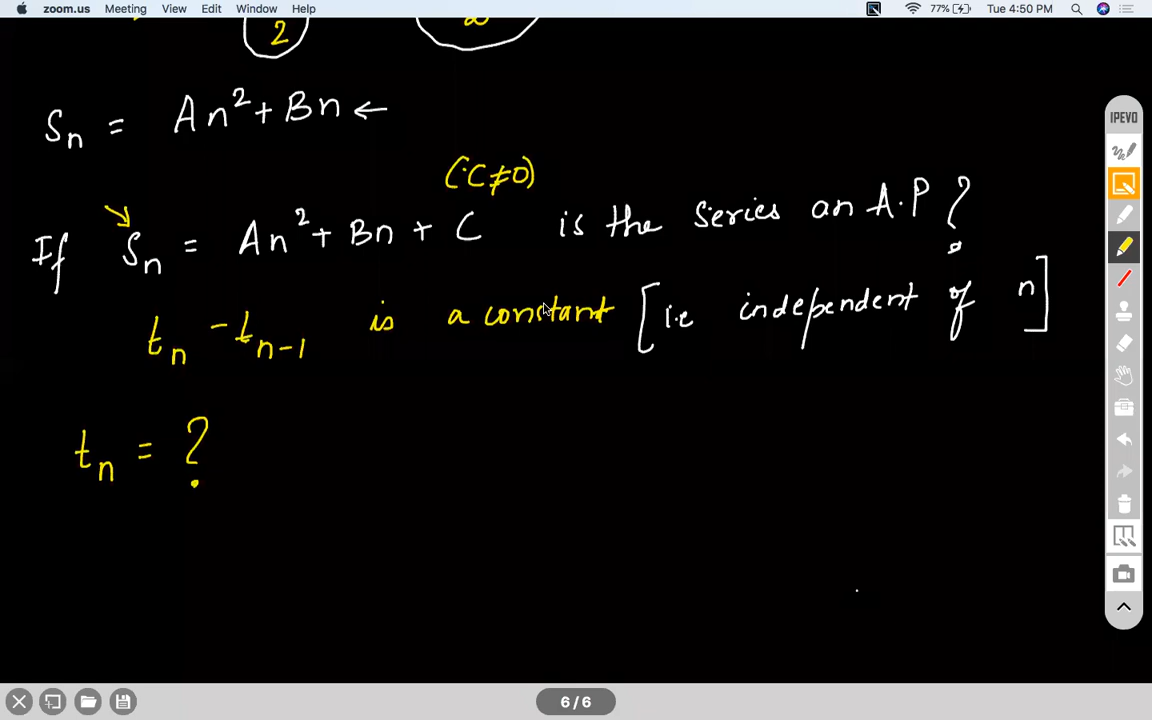 zoom.us Meeting View Edit Window Help 77% Tue 4:50 PM
2
Sn = An² + Bn ←
(C≠0)
If Sn = An² + Bn + C is the series an A.P?
tn - tn-1 is a constant [i.e independent of n]
tn = ?
IPEVO
6/6